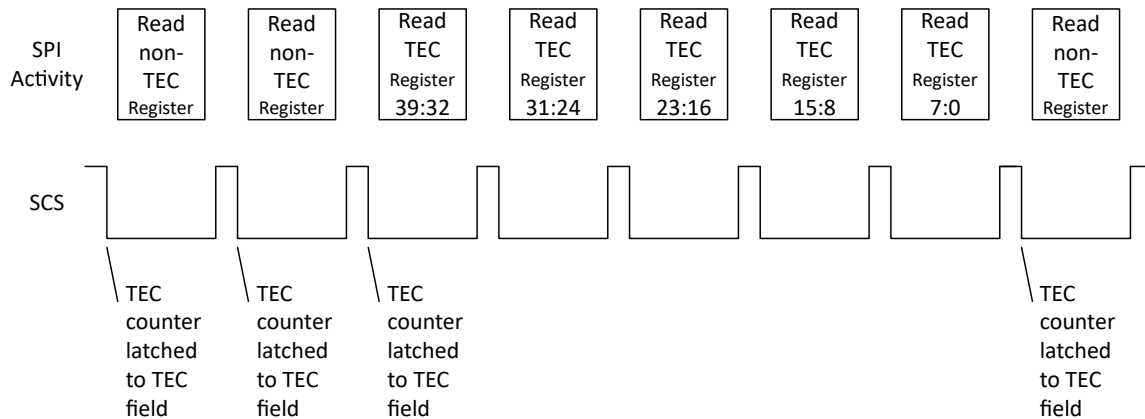 SPI
Activity
Read
non-
TEC
Register
Read
non-
TEC
Register
Read
TEC
Register
39:32
Read
TEC
Register
31:24
Read
TEC
Register
23:16
Read
TEC
Register
15:8
Read
TEC
Register
7:0
Read
non-
TEC
Register
SCS
TEC
counter
latched
to TEC
field
TEC
counter
latched
to TEC
field
TEC
counter
latched
to TEC
field
TEC
counter
latched
to TEC
field